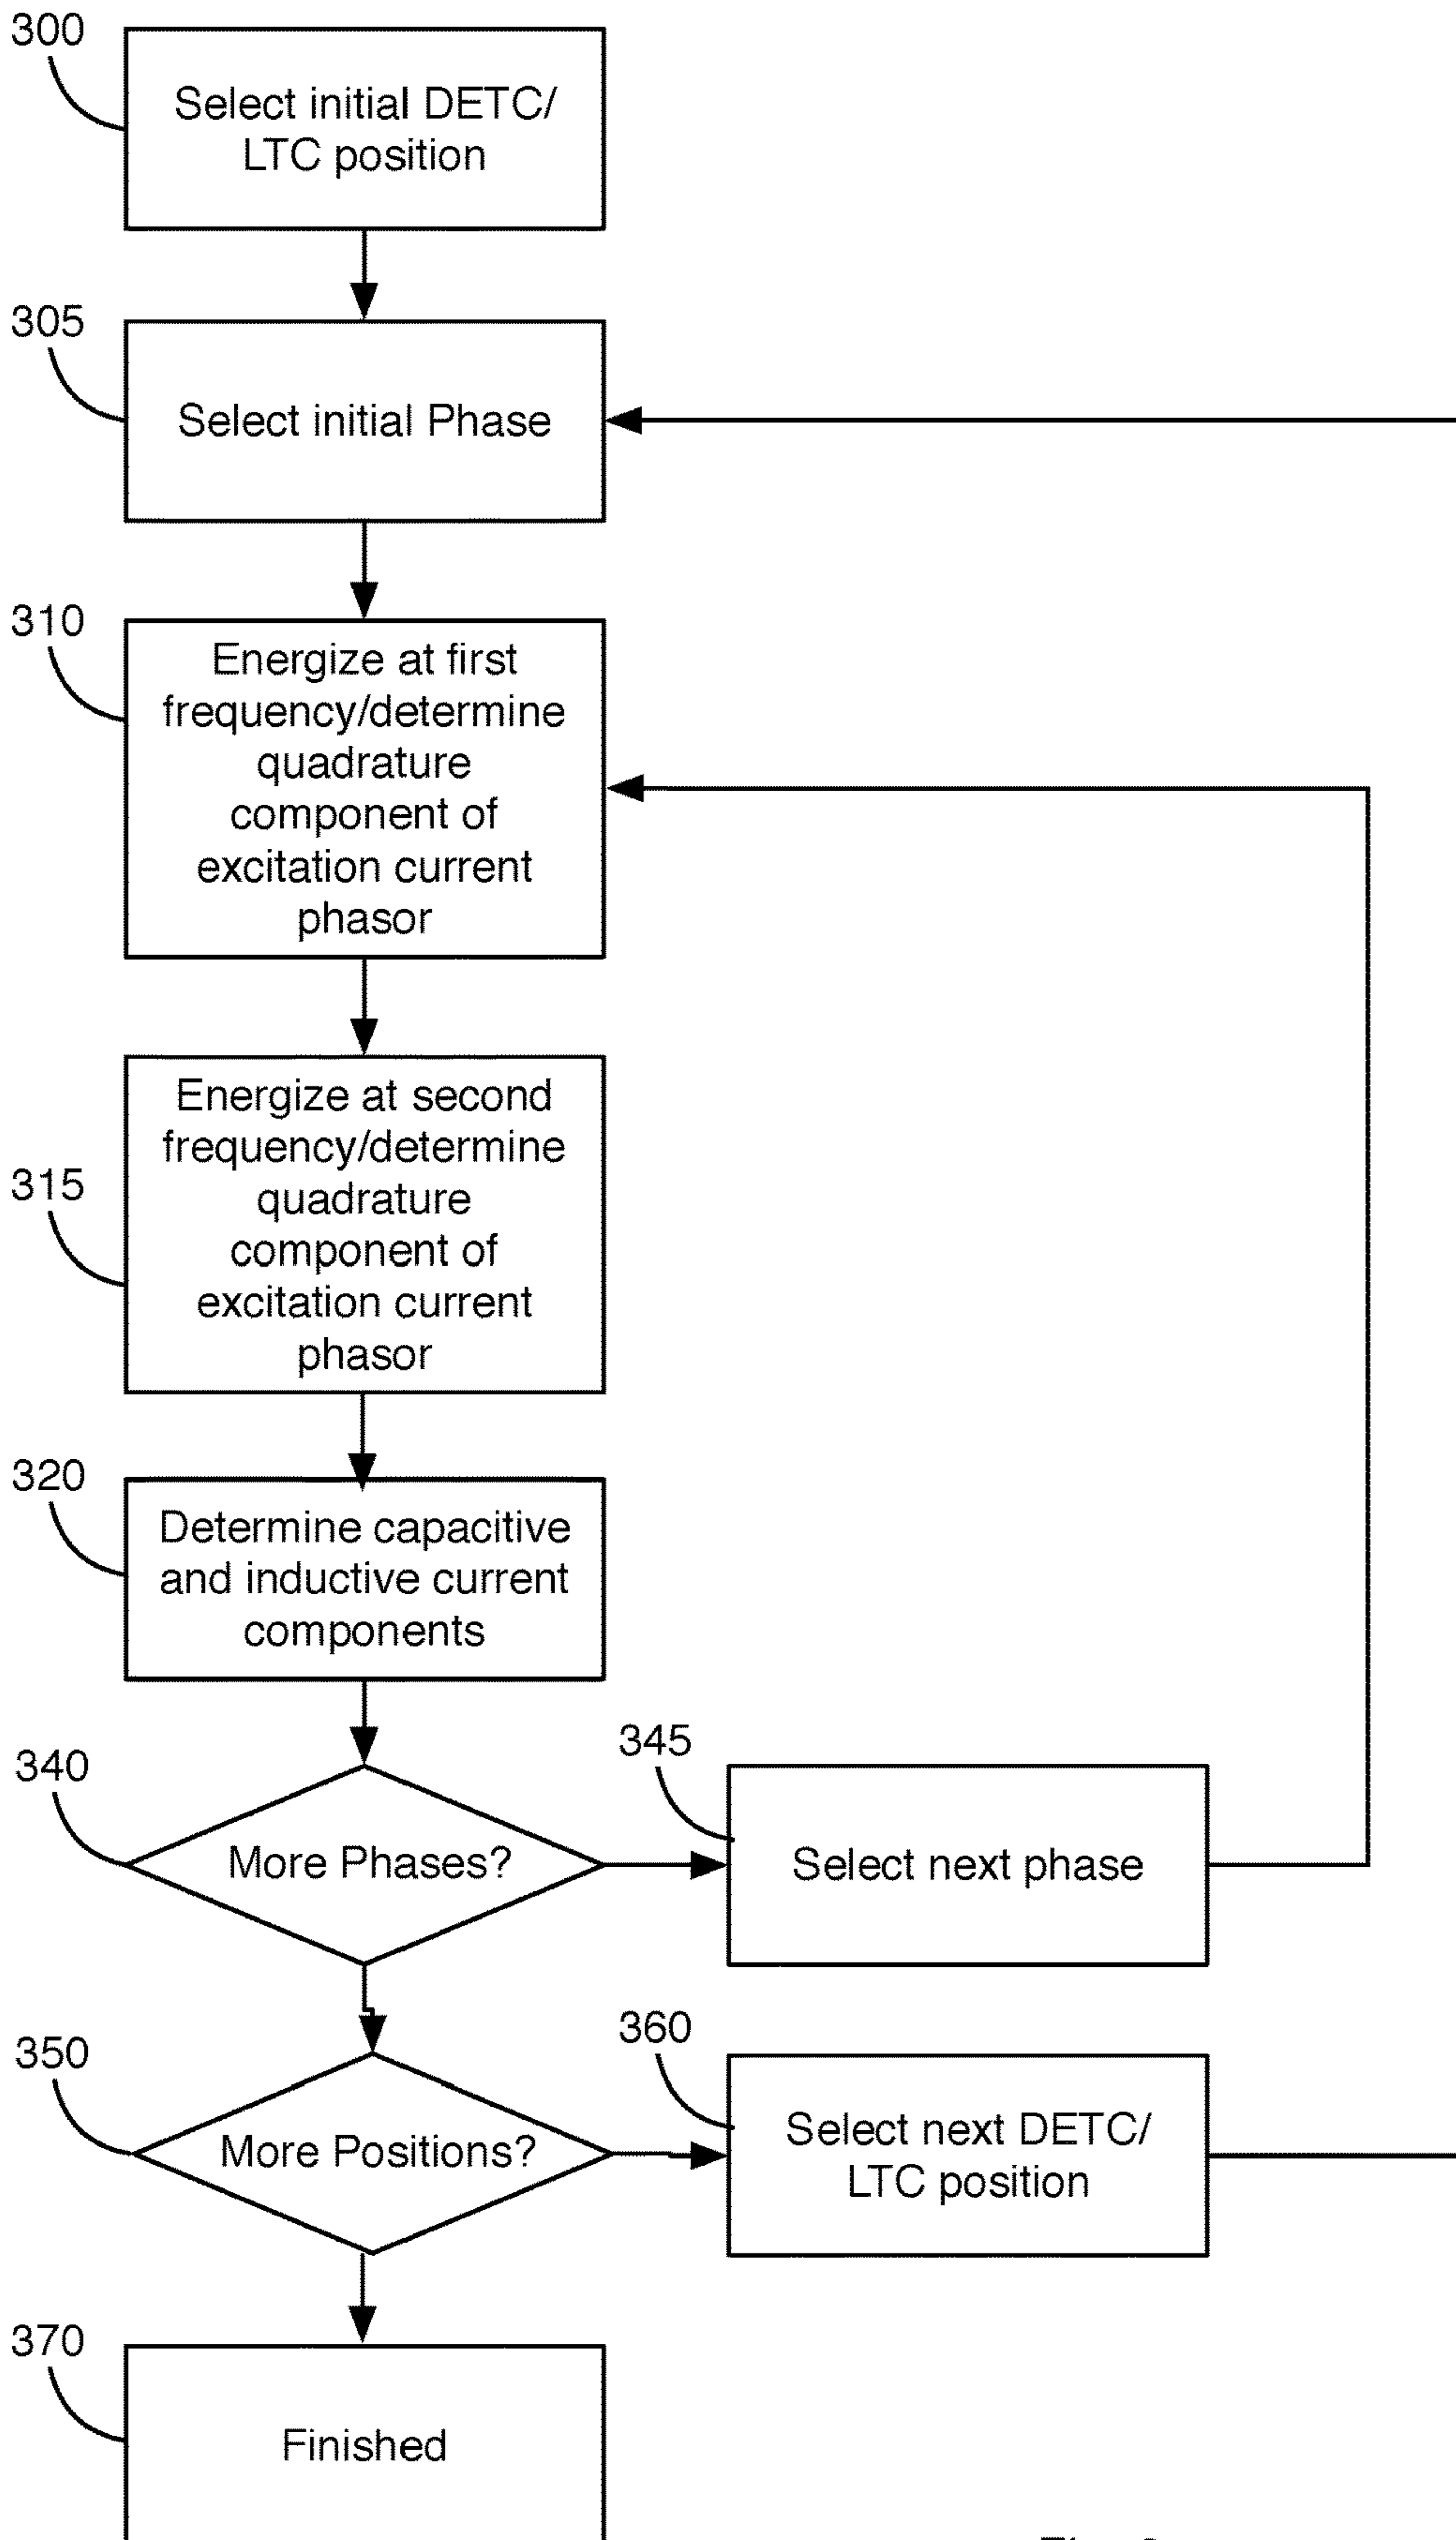 300
Select initial DETC/
LTC position
305
Select initial Phase
310
Energize at first
frequency/determine
quadrature
component of
excitation current
phasor
315
Energize at second
frequency/determine
quadrature
component of
excitation current
phasor
320
Determine capacitive
and inductive current
components
340
More Phases?
345
Select next phase
350
More Positions?
360
Select next DETC/
LTC position
370
Finished